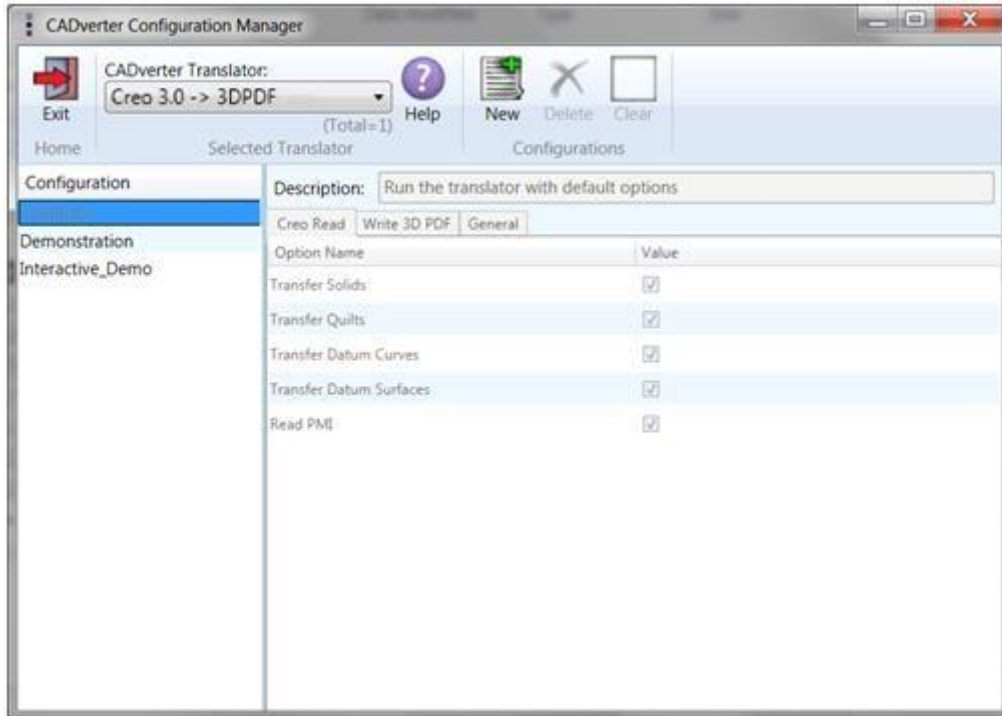 CADverter Configuration Manager
CADverter Translator:
Creo 3.0 -> 3DPDF
(Total=1)
Exit
Help
New
Delete
Clear
Home
Selected Translator
Configurations
Configuration
Demonstration
Interactive_Demo
Description: Run the translator with default options
Creo Read Write 3D PDF General
Option Name Value
Transfer Solids
Transfer Quilts
Transfer Datum Curves
Transfer Datum Surfaces
Read PMI